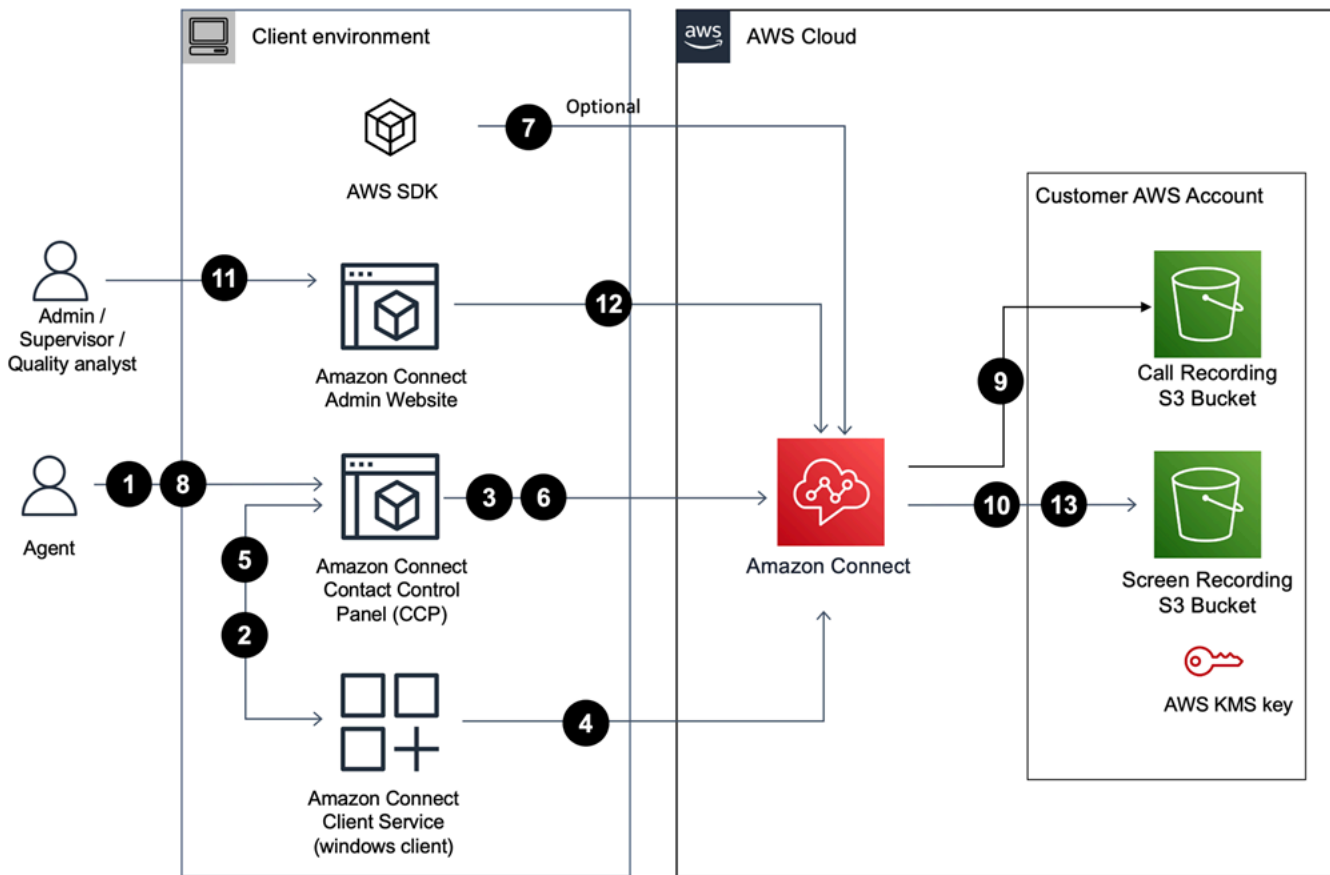 Client environment
aws
AWS Cloud
Optional
7
AWS SDK
Customer AWS Account
11
12
Admin /
Supervisor /
Quality analyst
Amazon Connect
Admin Website
9
Call Recording
S3 Bucket
1
8
3
6
10
13
Agent
5
Amazon Connect
Contact Control
Panel (CCP)
Amazon Connect
Screen Recording
S3 Bucket
2
4
AWS KMS key
Amazon Connect
Client Service
(windows client)